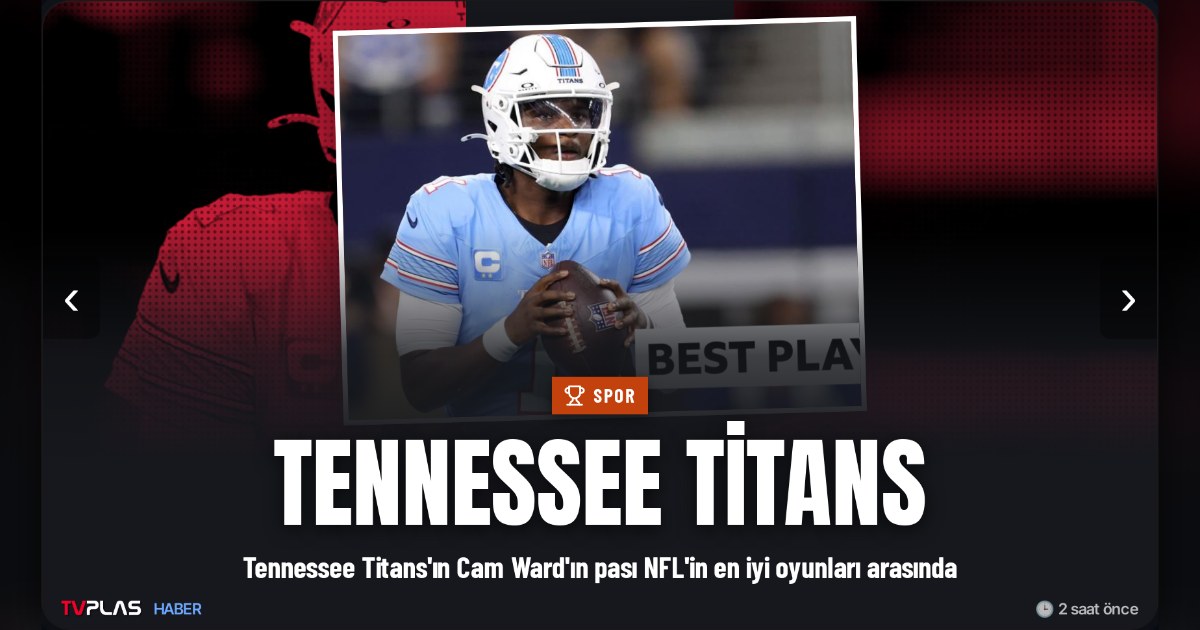 TITANS
C
BEST PLA
SPOR
TENNESSEE TİTANS
Tennessee Titans'ın Cam Ward'ın pası NFL'in en iyi oyunları arasında
TVPLAS HABER
2 saat önce